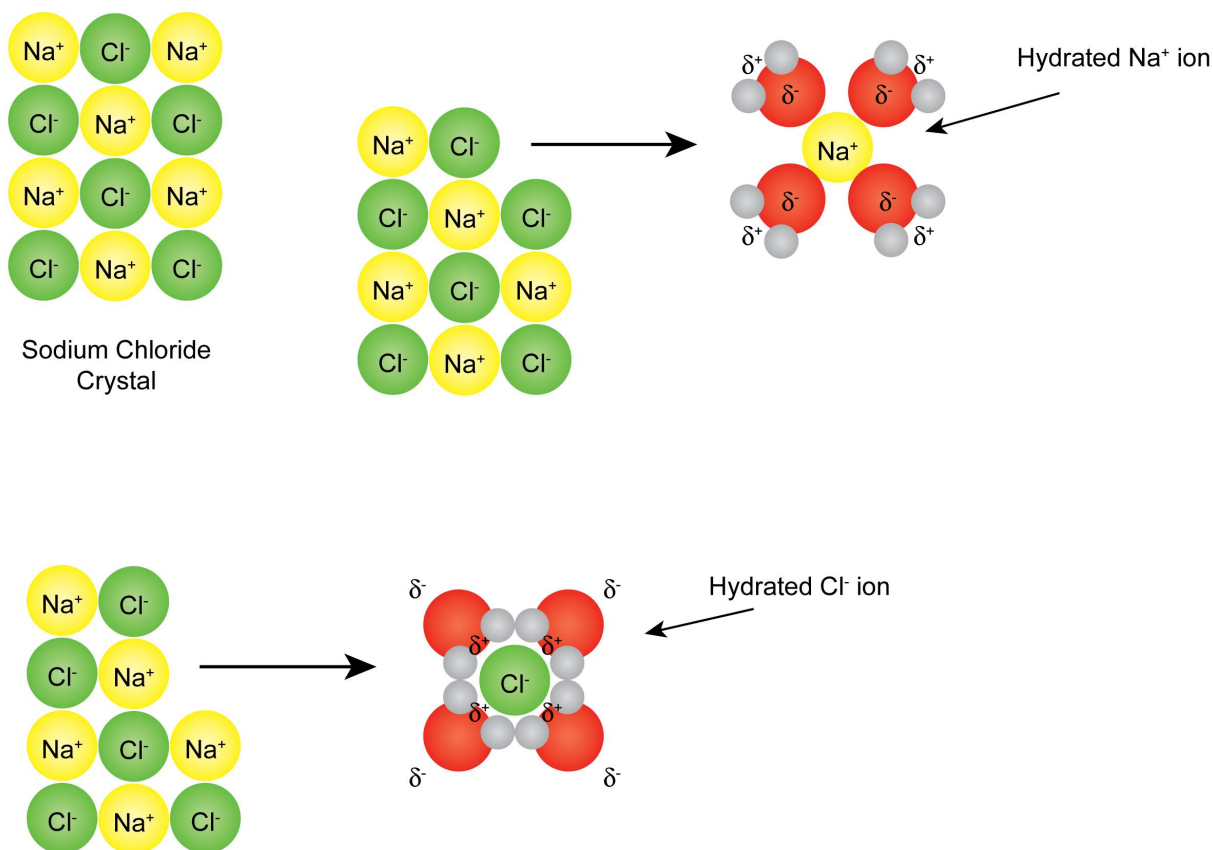 Na⁺ Cl⁻ Na⁺
Cl⁻ Na⁺ Cl⁻
Na⁺ Cl⁻ Na⁺
Cl⁻ Na⁺ Cl⁻
Sodium Chloride
Crystal
Na⁺ Cl⁻
Cl⁻ Na⁺ Cl⁻
Na⁺ Cl⁻ Na⁺
Cl⁻ Na⁺ Cl⁻
δ⁺ δ⁺
δ⁻ δ⁻
Na⁺
δ⁻ δ⁻
δ⁺ δ⁺
Hydrated Na⁺ ion
Na⁺ Cl⁻
Cl⁻ Na⁺
Na⁺ Cl⁻ Na⁺
Cl⁻ Na⁺ Cl⁻
δ⁻ δ⁻
δ⁺ δ⁺
Cl⁻
δ⁺ δ⁺
δ⁻ δ⁻
Hydrated Cl⁻ ion